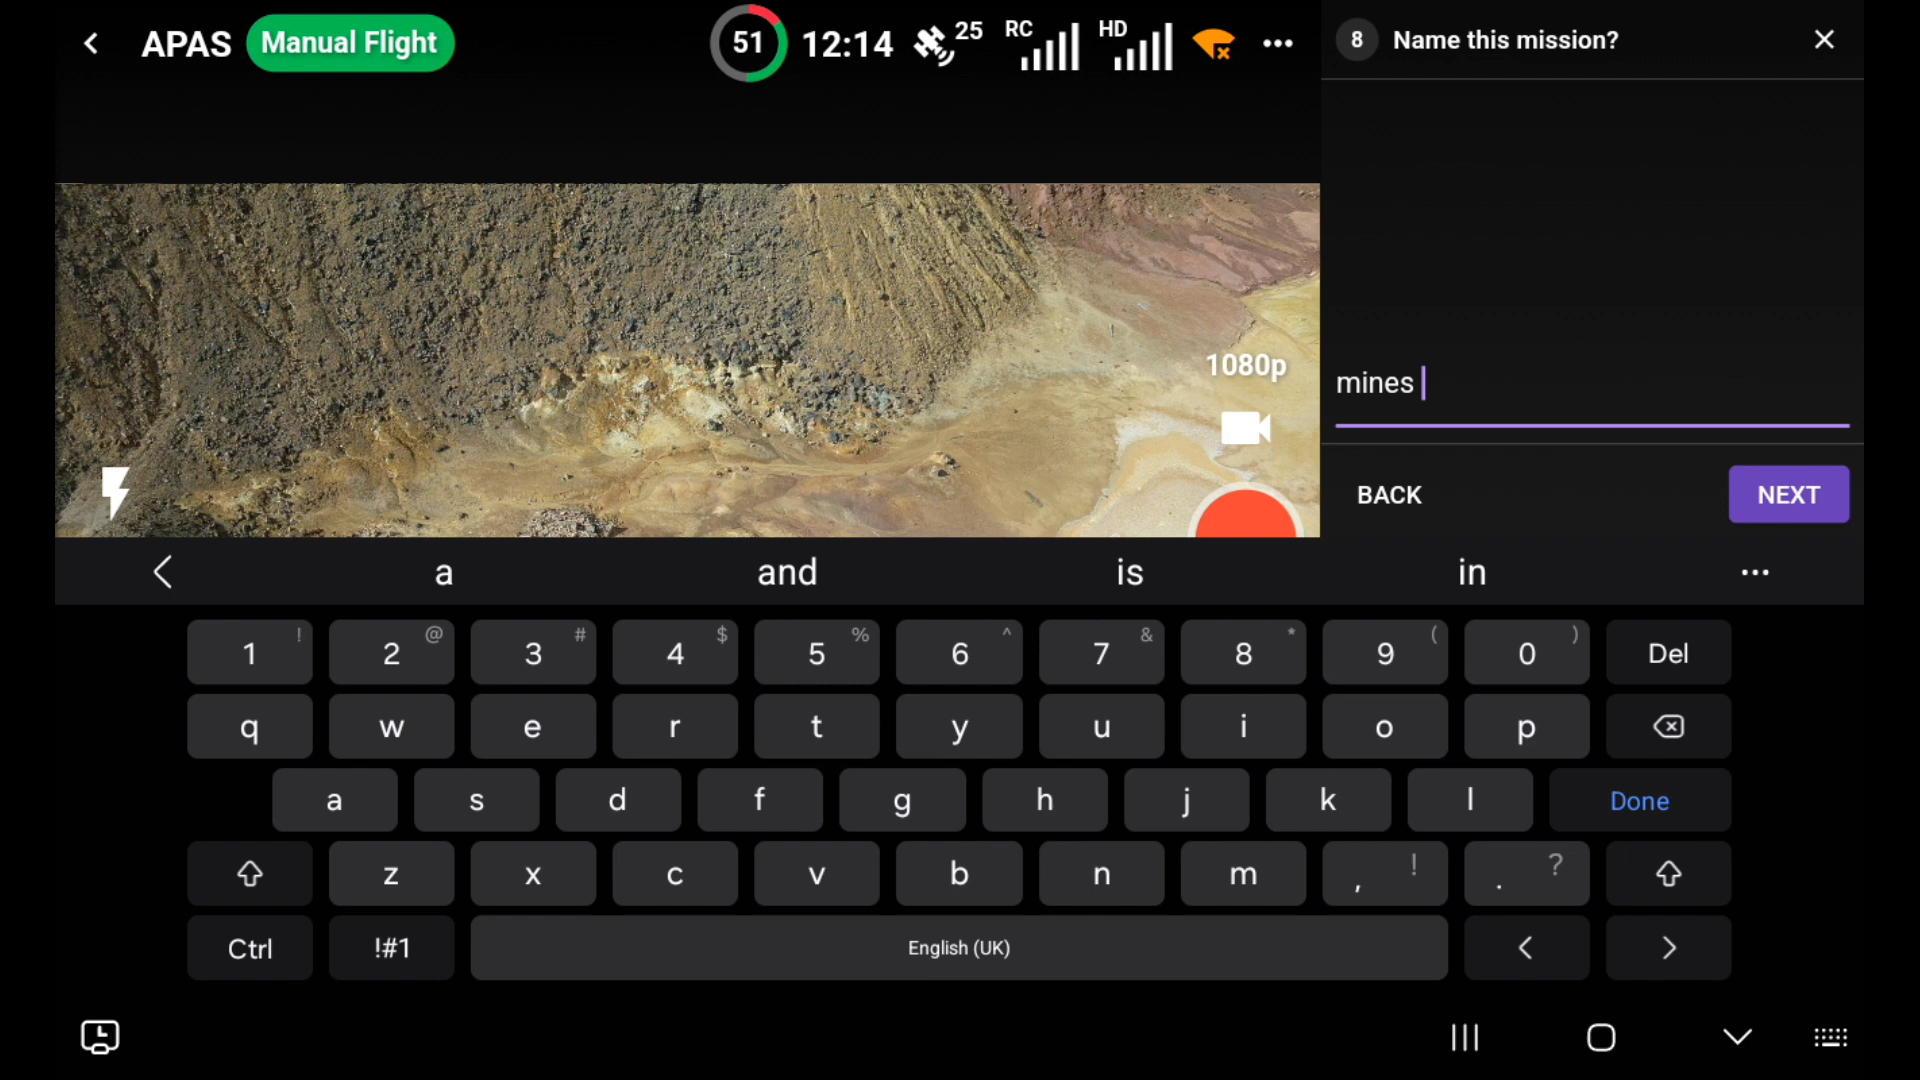 APAS Manual Flight 51 12:14 25 RC HD
8 Name this mission?
1080p
mines
BACK NEXT
a and is in
1 ! 2 @ 3 # 4 $ 5 % 6 ^ 7 & 8 * 9 ( 0 ) Del
q w e r t y u i o p
a s d f g h j k l Done
z x c v b n m , ! . ?
Ctrl !#1 English (UK) < >